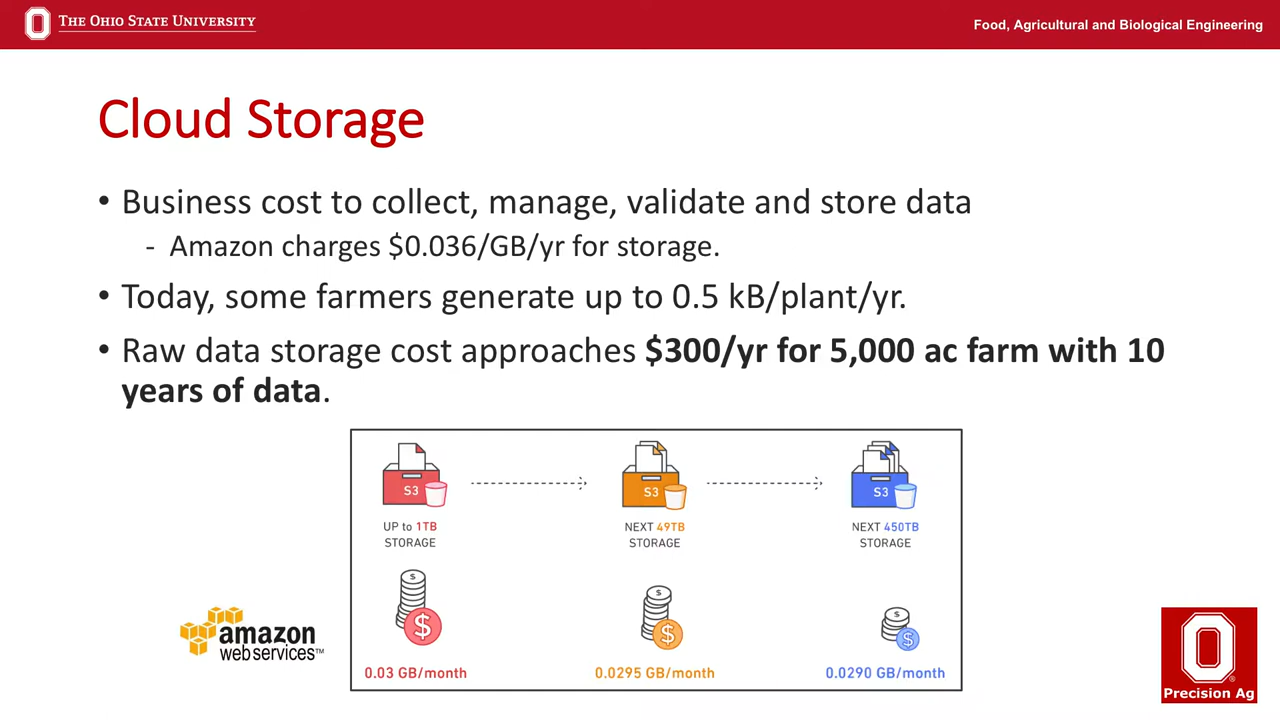 THE OHIO STATE UNIVERSITY
Food, Agricultural and Biological Engineering
Cloud Storage
• Business cost to collect, manage, validate and store data
- Amazon charges $0.036/GB/yr for storage.
• Today, some farmers generate up to 0.5 kB/plant/yr.
• Raw data storage cost approaches $300/yr for 5,000 ac farm with 10
years of data.
S3
S3
S3
UP to 1TB
STORAGE
NEXT 49TB
STORAGE
NEXT 450TB
STORAGE
$
$
$
$
$
$
0.03 GB/month
0.0295 GB/month
0.0290 GB/month
amazon
web services™
®
Precision Ag